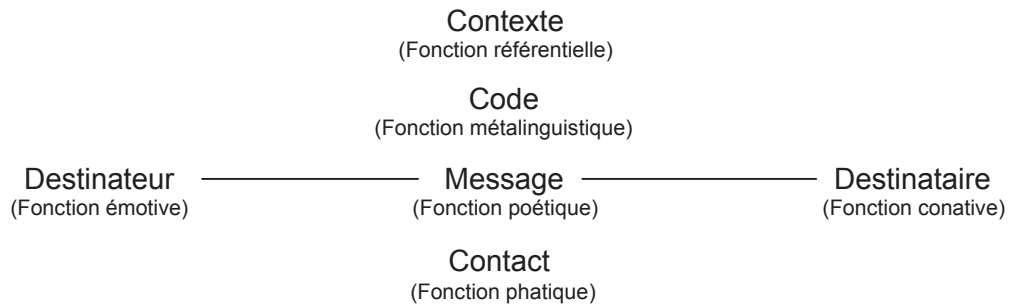 Contexte
(Fonction référentielle)
Code
(Fonction métalinguistique)
Destinateur Message Destinataire
(Fonction émotive) (Fonction poétique) (Fonction conative)
Contact
(Fonction phatique)